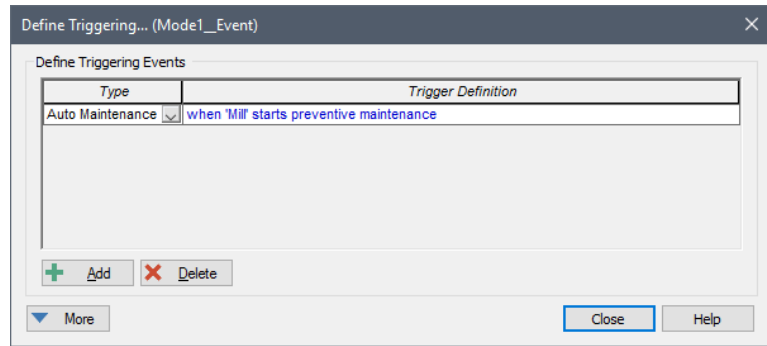 Define Triggering... (Mode1__Event)
Define Triggering Events
Type Trigger Definition
Auto Maintenance when 'Mill' starts preventive maintenance
Add Delete
More Close Help